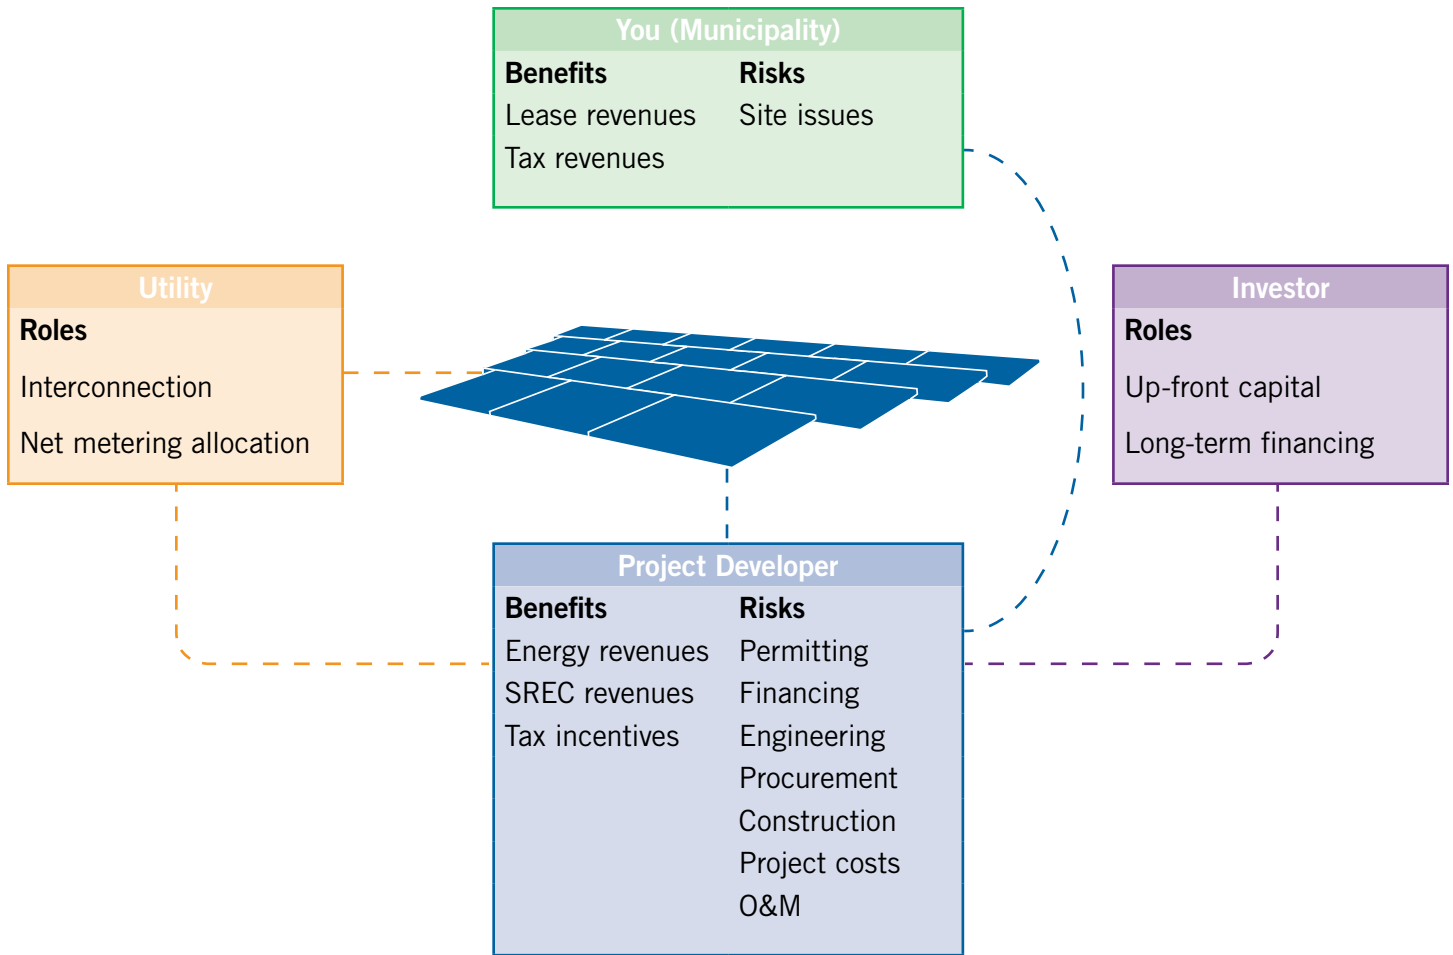 You (Municipality)
Benefits Risks
Lease revenues Site issues
Tax revenues
Utility
Roles
Interconnection
Net metering allocation
Investor
Roles
Up-front capital
Long-term financing
Project Developer
Benefits Risks
Energy revenues Permitting
SREC revenues Financing
Tax incentives Engineering
Procurement
Construction
Project costs
O&M